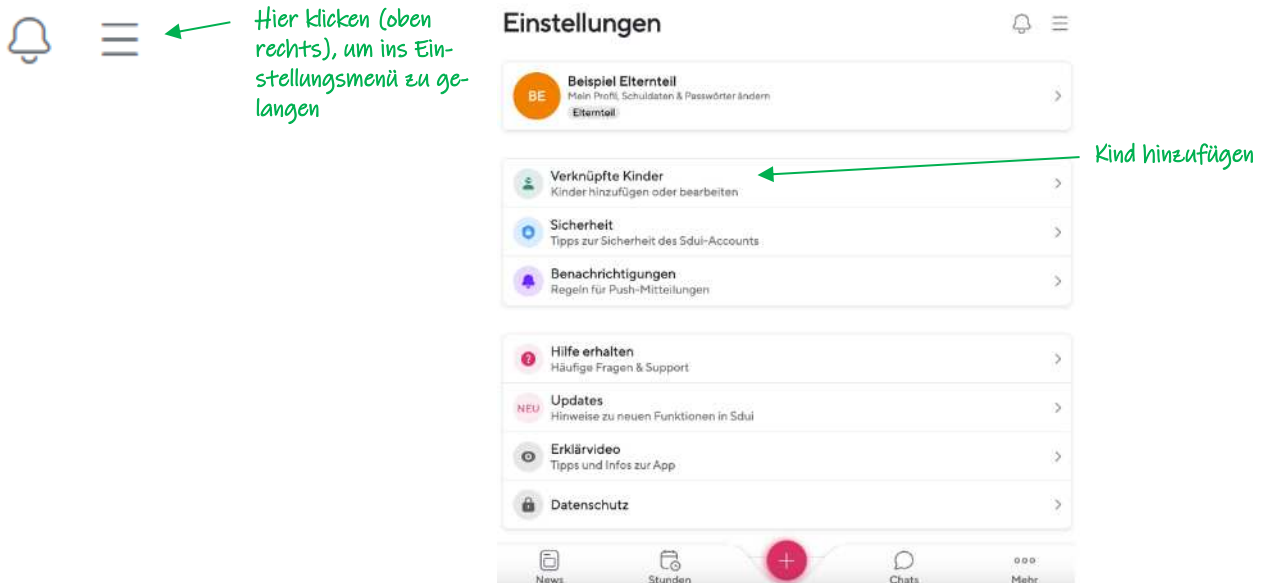 Hier klicken (oben
rechts), um ins Ein-
stellungsmenü zu ge-
langen
Einstellungen
BE
Beispiel Elternteil
Mein Profil, Schuldaten & Passwörter ändern
Elternteil
Kind hinzufügen
Verknüpfte Kinder
Kinder hinzufügen oder bearbeiten
Sicherheit
Tipps zur Sicherheit des Sdui-Accounts
Benachrichtigungen
Regeln für Push-Mitteilungen
Hilfe erhalten
Häufige Fragen & Support
NEU
Updates
Hinweise zu neuen Funktionen in Sdui
Erklärvideo
Tipps und Infos zur App
Datenschutz
News
Stunden
Chats
Mehr